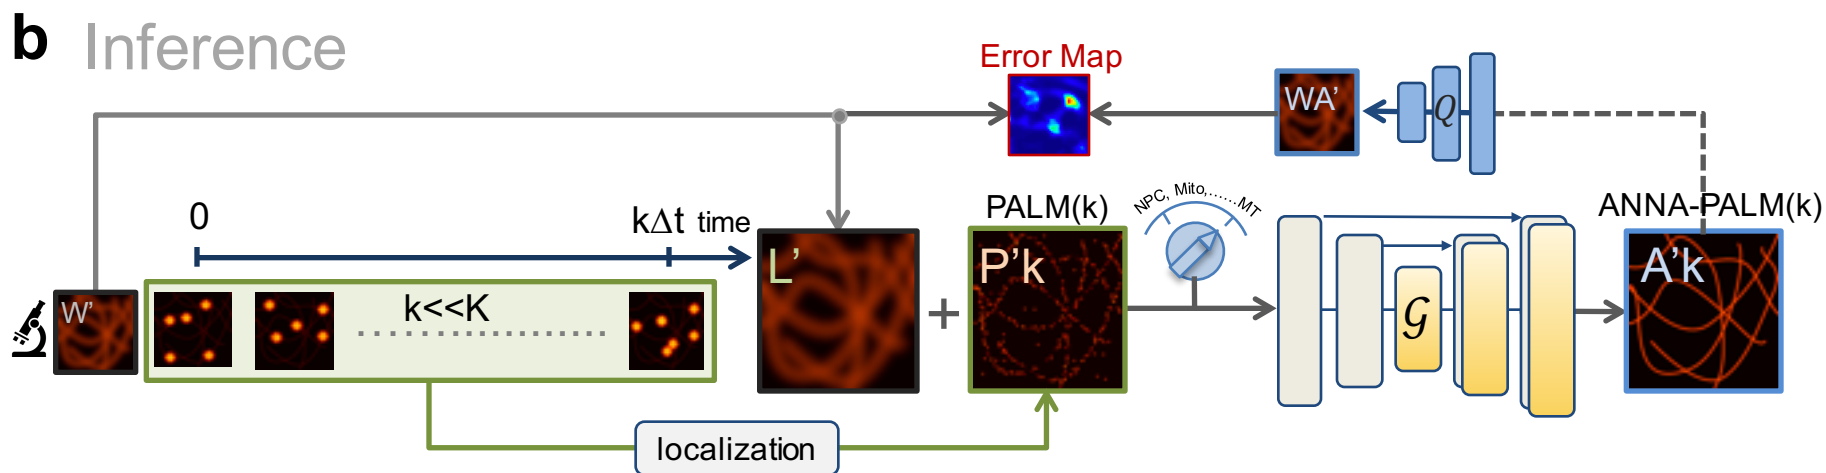 b Inference
Error Map
WA’
Q
NPC, Mito,......MT
0
kΔt time
PALM(k)
ANNA-PALM(k)
W’
k<<K
L’
+
P’k
G
A’k
localization